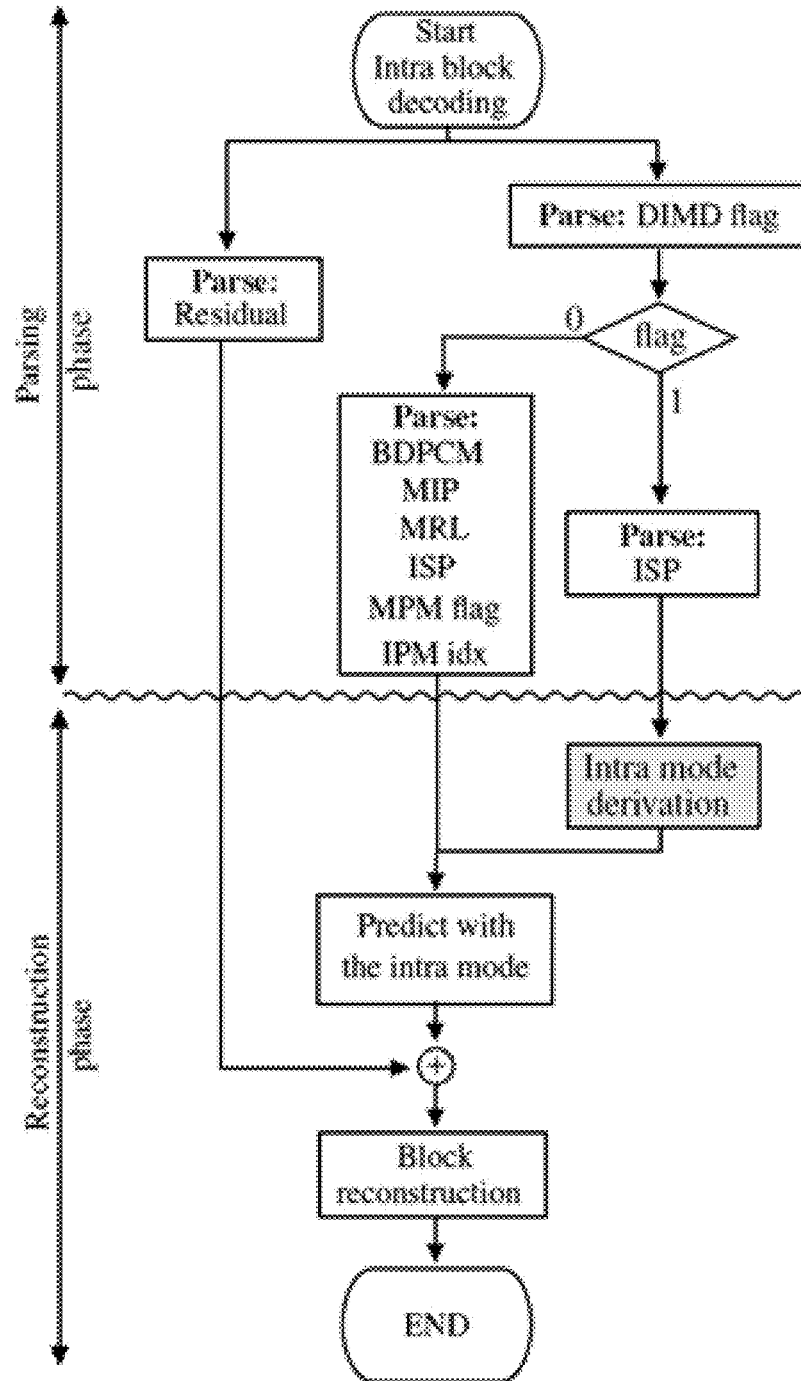 Start
Intra block
decoding
Parse: DIMD flag
Parse:
Residual
0
flag
1
Parse:
BDPCM
MIP
MRL
ISP
MPM flag
IPM idx
Parse:
ISP
Parsing
phase
Intra mode
derivation
Predict with
the intra mode
+
Block
reconstruction
END
Reconstruction
phase